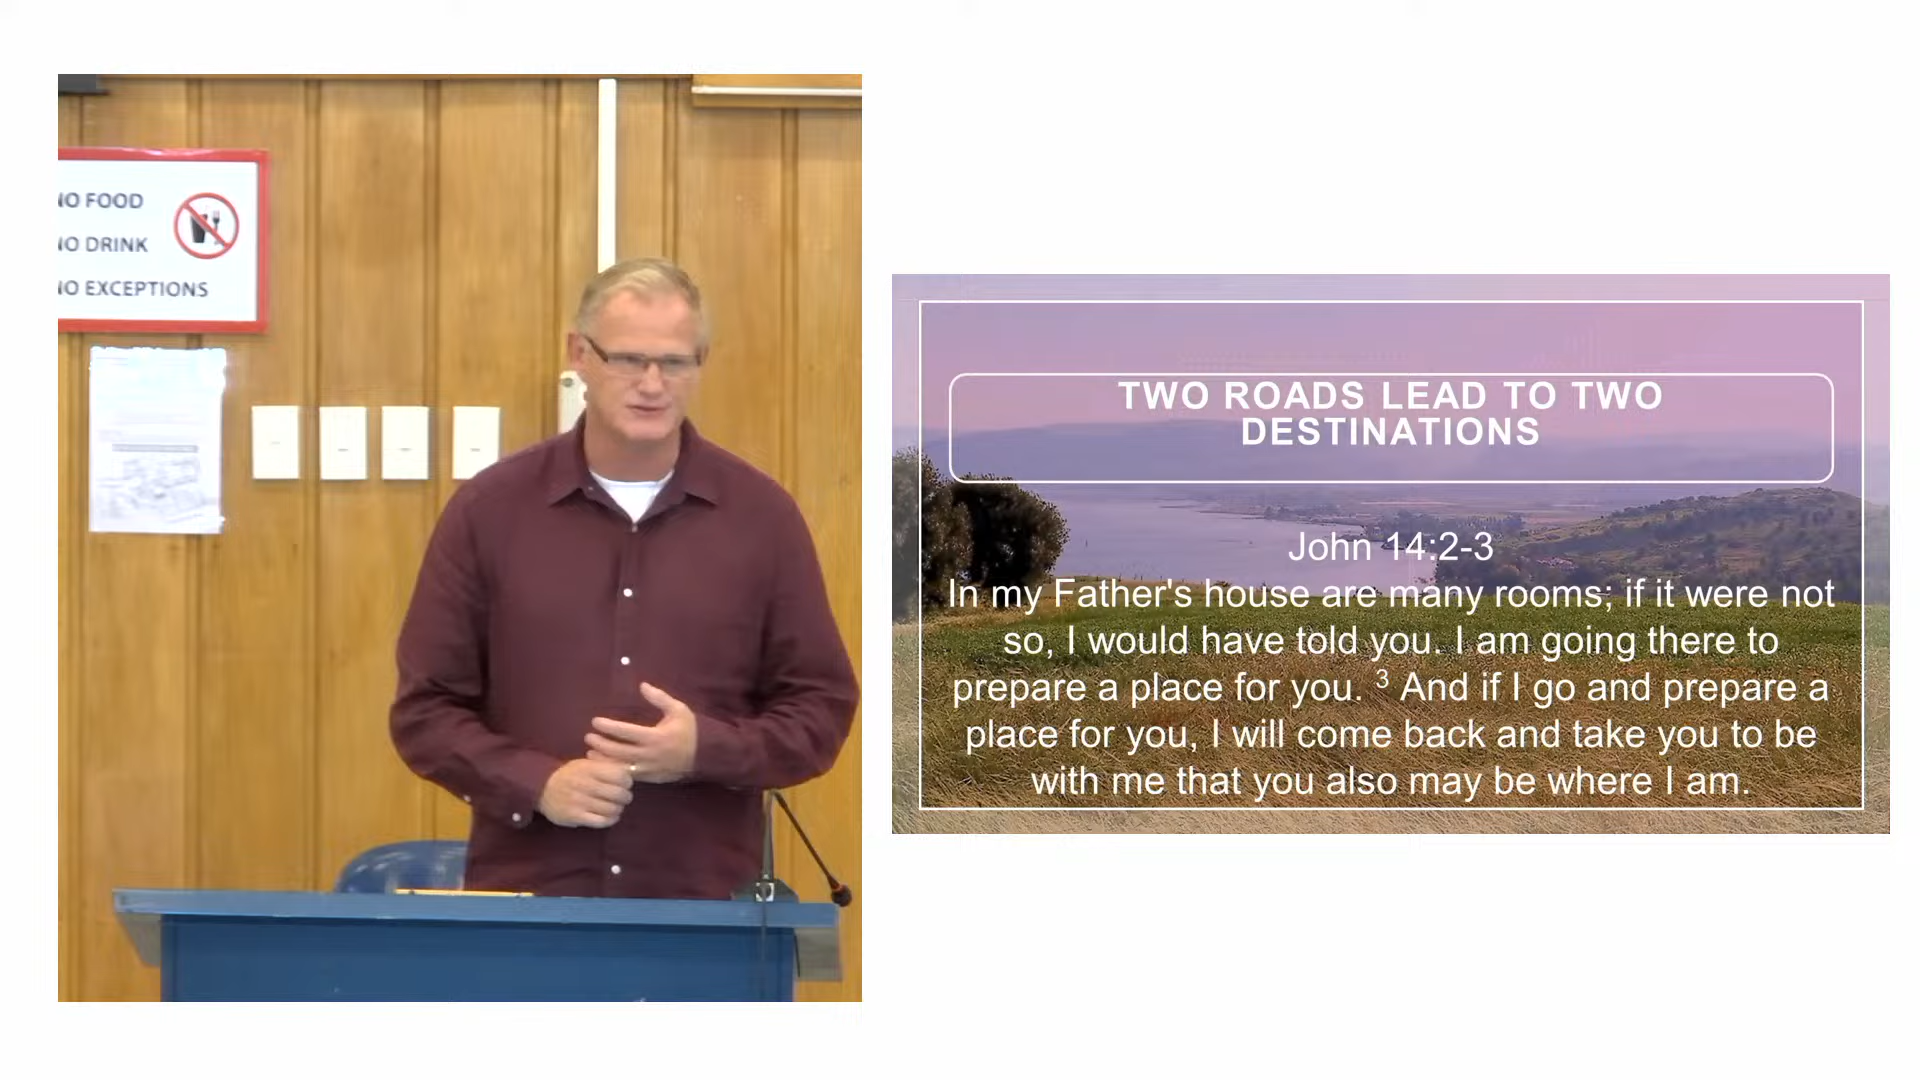 NO FOOD
NO DRINK
NO EXCEPTIONS
TWO ROADS LEAD TO TWO
DESTINATIONS
John 14:2-3
In my Father's house are many rooms; if it were not
so, I would have told you. I am going there to
prepare a place for you. ³ And if I go and prepare a
place for you, I will come back and take you to be
with me that you also may be where I am.